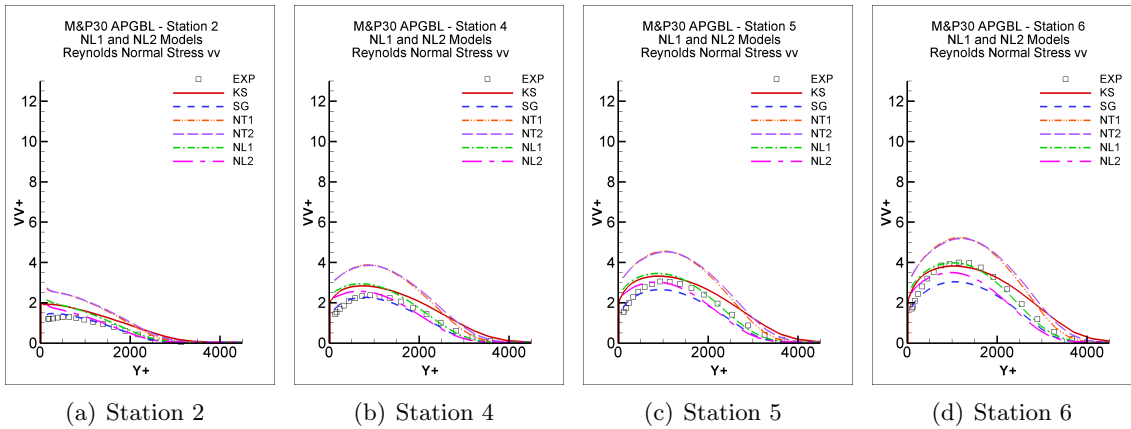 M&P30 APGBL - Station 2
NL1 and NL2 Models
Reynolds Normal Stress vv
EXP
KS
SG
NT1
NT2
NL1
NL2
VV+
12
10
8
6
4
2
0
0
2000
4000
Y+
(a) Station 2
M&P30 APGBL - Station 4
NL1 and NL2 Models
Reynolds Normal Stress vv
EXP
KS
SG
NT1
NT2
NL1
NL2
VV+
12
10
8
6
4
2
0
0
2000
4000
Y+
(b) Station 4
M&P30 APGBL - Station 5
NL1 and NL2 Models
Reynolds Normal Stress vv
EXP
KS
SG
NT1
NT2
NL1
NL2
VV+
12
10
8
6
4
2
0
0
2000
4000
Y+
(c) Station 5
M&P30 APGBL - Station 6
NL1 and NL2 Models
Reynolds Normal Stress vv
EXP
KS
SG
NT1
NT2
NL1
NL2
VV+
12
10
8
6
4
2
0
0
2000
4000
Y+
(d) Station 6